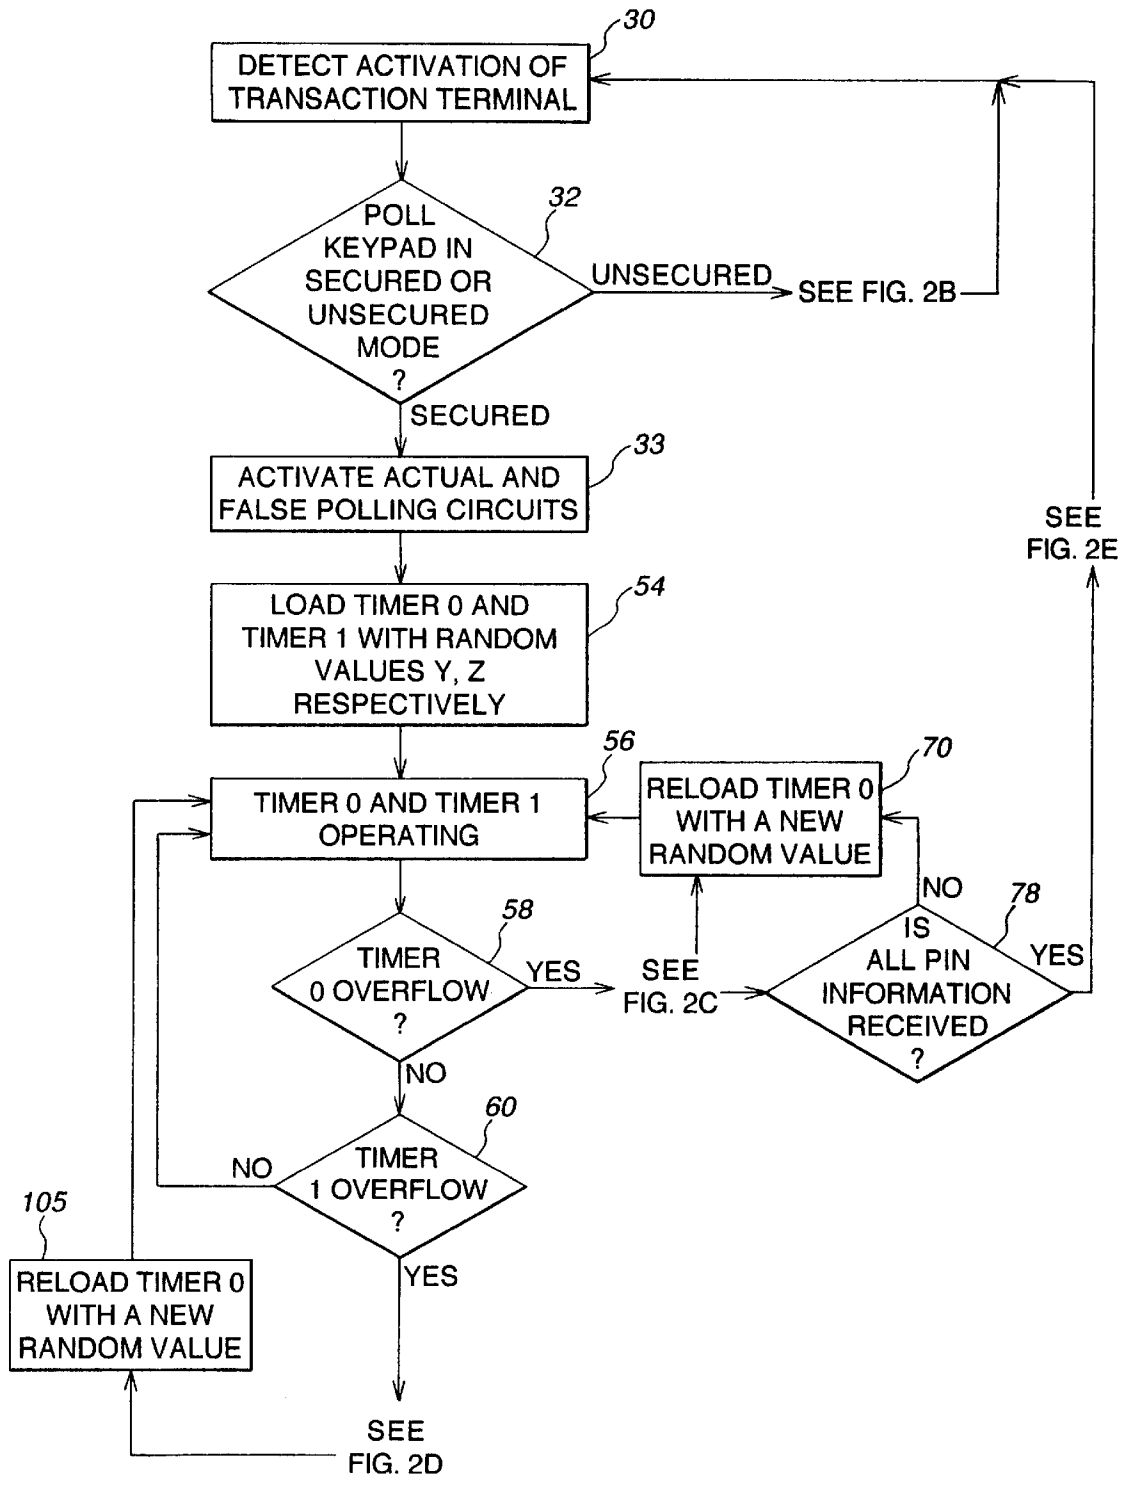 30
DETECT ACTIVATION OF
TRANSACTION TERMINAL
32
POLL
KEYPAD IN
SECURED OR
UNSECURED
MODE
?
UNSECURED
SEE FIG. 2B
SECURED
33
ACTIVATE ACTUAL AND
FALSE POLLING CIRCUITS
SEE
FIG. 2E
54
LOAD TIMER 0 AND
TIMER 1 WITH RANDOM
VALUES Y, Z
RESPECTIVELY
56
TIMER 0 AND TIMER 1
OPERATING
70
RELOAD TIMER 0
WITH A NEW
RANDOM VALUE
NO
78
IS
ALL PIN
INFORMATION
RECEIVED
?
YES
58
TIMER
0 OVERFLOW
?
YES
SEE
FIG. 2C
NO
60
TIMER
1 OVERFLOW
?
NO
YES
105
RELOAD TIMER 0
WITH A NEW
RANDOM VALUE
SEE
FIG. 2D